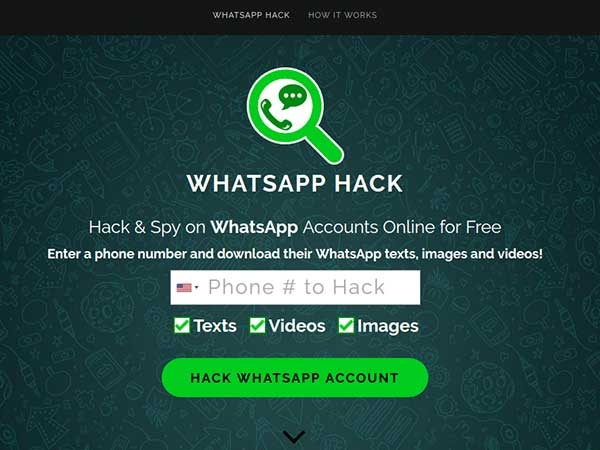 WHATSAPP HACK HOW IT WORKS
WHATSAPP HACK
Hack & Spy on WhatsApp Accounts Online for Free
Enter a phone number and download their WhatsApp texts, images and videos!
Phone # to Hack
Texts Videos Images
HACK WHATSAPP ACCOUNT